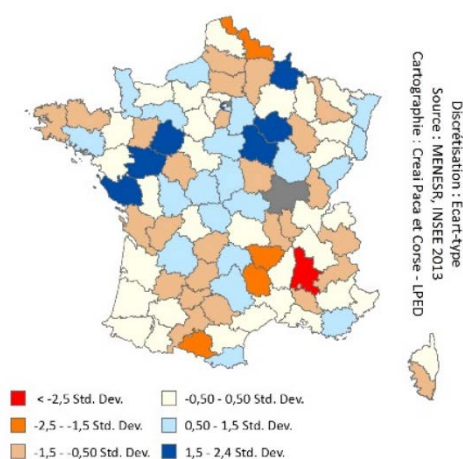 Discrétisation : Ecart-type
Source : MENESR, INSEE 2013
Cartographie : Creai Paca et Corse - LPED
< -2,5 Std. Dev.
-2,5 - -1,5 Std. Dev.
-1,5 - -0,50 Std. Dev.
-0,50 - 0,50 Std. Dev.
0,50 - 1,5 Std. Dev.
1,5 - 2,4 Std. Dev.